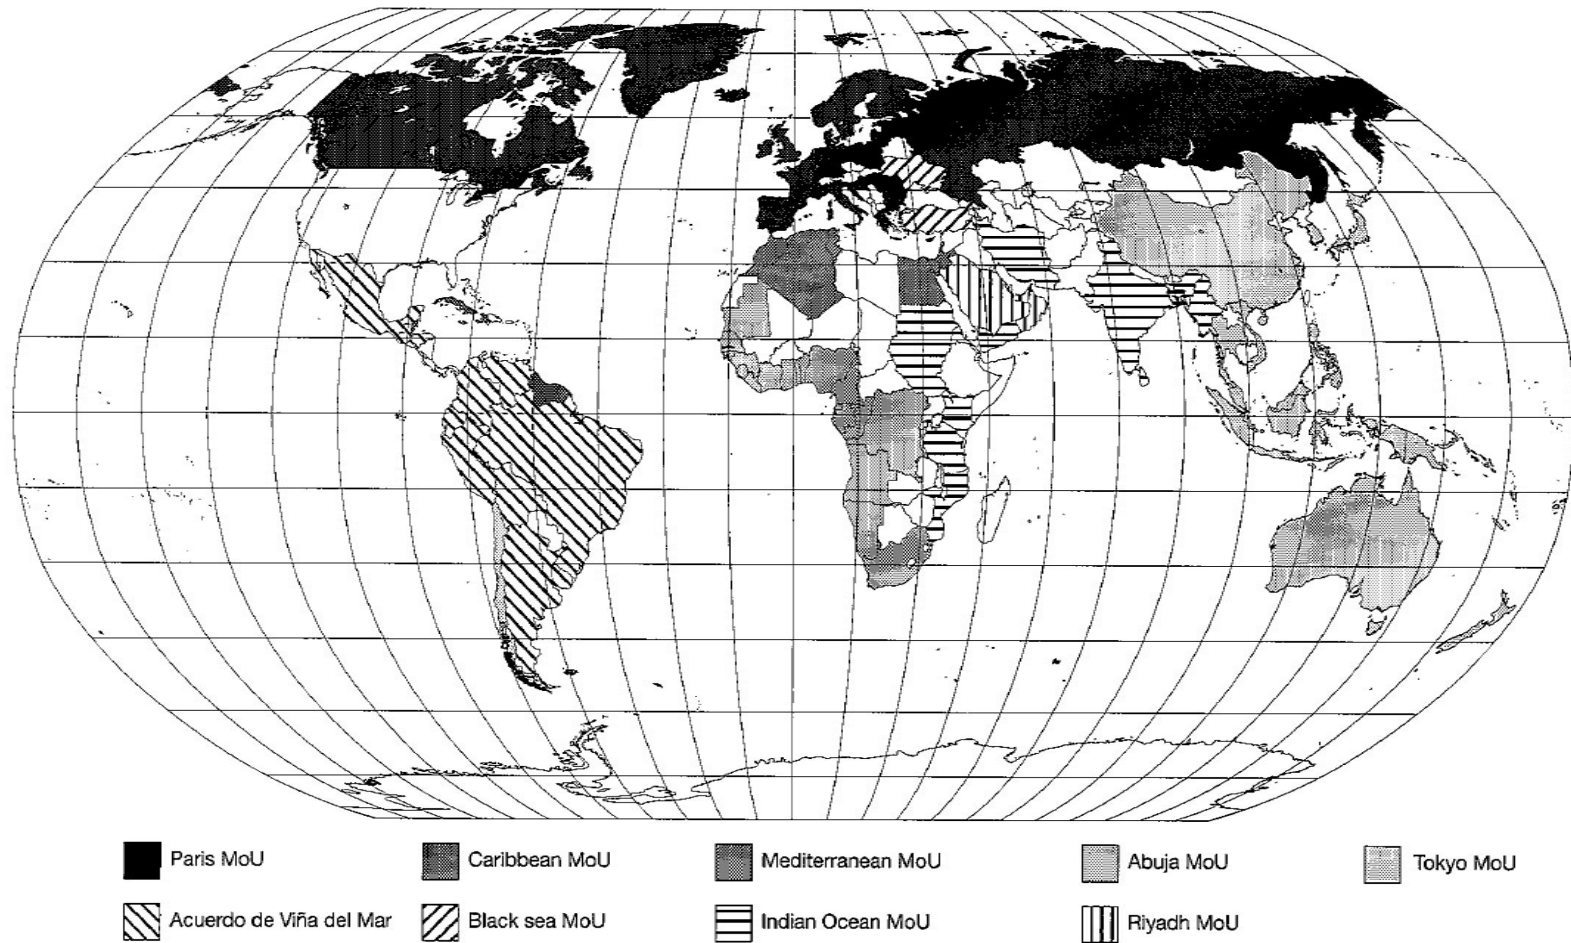 Paris MoU
Caribbean MoU
Mediterranean MoU
Abuja MoU
Tokyo MoU
Acuerdo de Viña del Mar
Black sea MoU
Indian Ocean MoU
Riyadh MoU